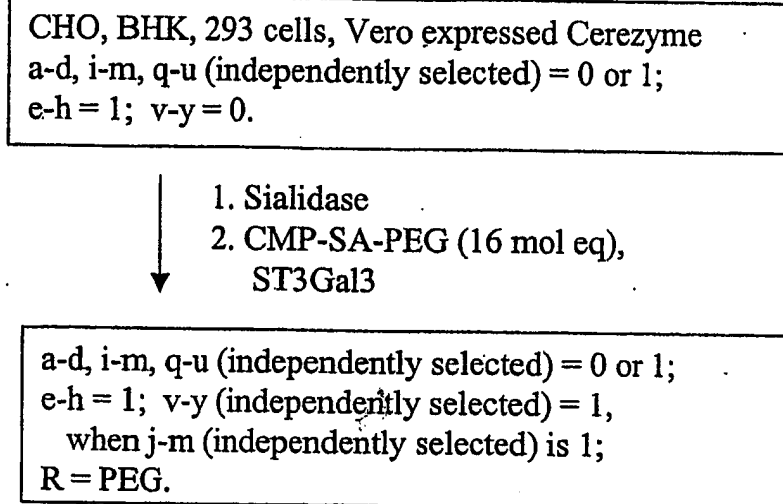 CHO, BHK, 293 cells, Vero expressed Cerezyme
a-d, i-m, q-u (independently selected) = 0 or 1;
e-h = 1; v-y = 0.
1. Sialidase
2. CMP-SA-PEG (16 mol eq),
ST3Gal3
a-d, i-m, q-u (independently selected) = 0 or 1;
e-h = 1; v-y (independently selected) = 1,
when j-m (independently selected) is 1;
R = PEG.